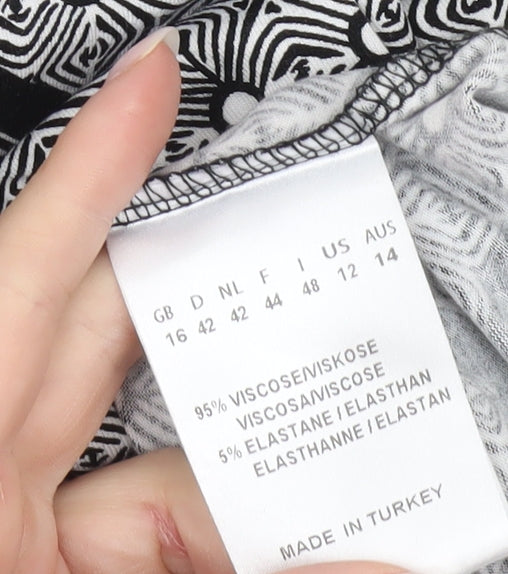 GB D NL F I US AUS
16 42 42 44 48 12 14
95% VISCOSE/VISKOSE
VISCOSA/VISCOSE
5% ELASTANE / ELASTHAN
ELASTHANNE / ELASTAN
MADE IN TURKEY